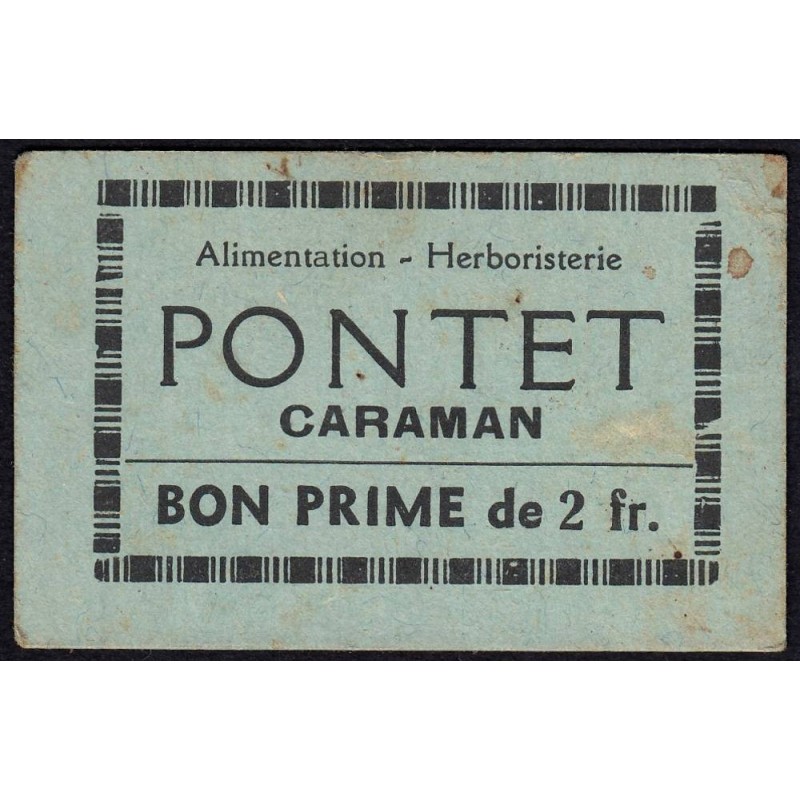 Alimentation - Herboristerie
PONTET
CARAMAN
BON PRIME de 2 fr.